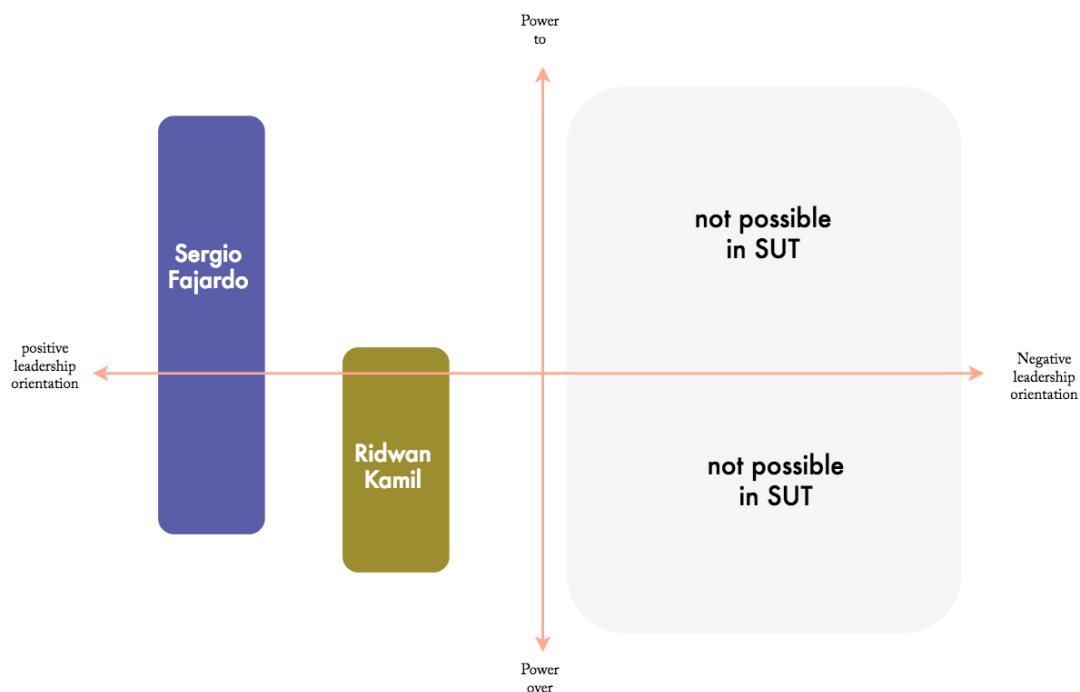 Power
to
Sergio
Fajardo
not possible
in SUT
positive
leadership
orientation
Negative
leadership
orientation
Ridwan
Kamil
not possible
in SUT
Power
over